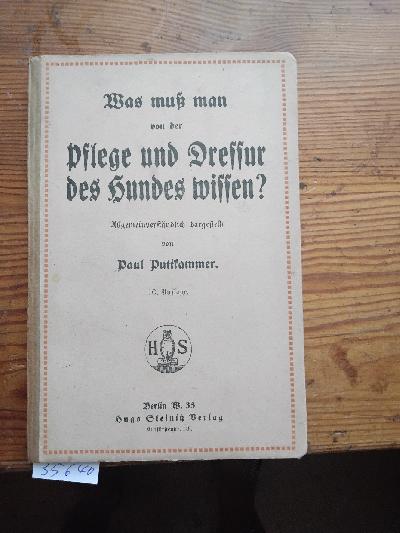 Was muß man
von der
Pflege und Dressur
des Hundes wissen?
Allgemeinverständlich dargestellt
von
Paul Puttkammer.
Auflage.
H S
Berlin W. 35
Hugo Steinitz Verlag
35640